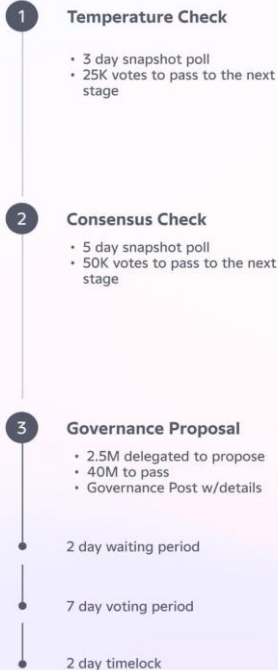 1
Temperature Check
• 3 day snapshot poll
• 25K votes to pass to the next
stage
2
Consensus Check
• 5 day snapshot poll
• 50K votes to pass to the next
stage
3
Governance Proposal
• 2.5M delegated to propose
• 40M to pass
• Governance Post w/details
2 day waiting period
7 day voting period
2 day timelock